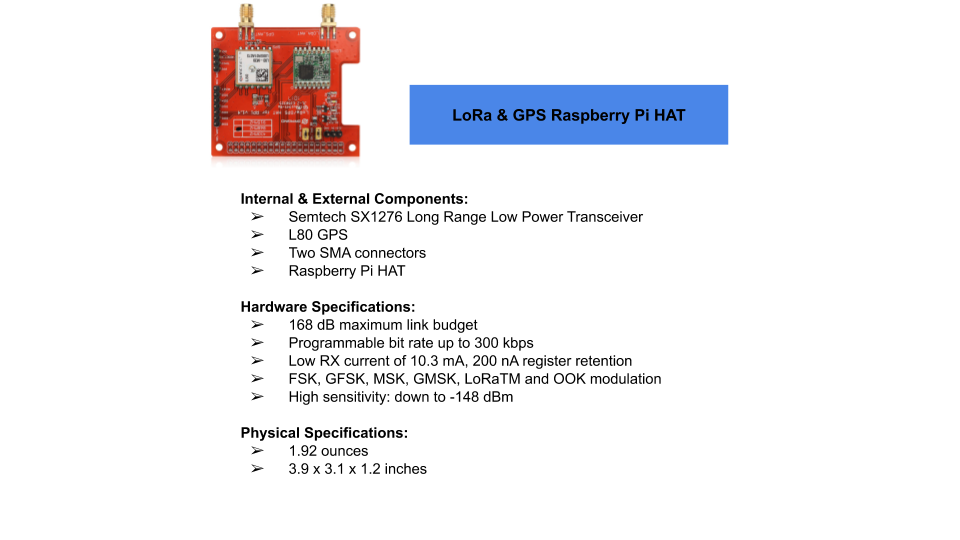 LoRa & GPS Raspberry Pi HAT
Internal & External Components:
➢ Semtech SX1276 Long Range Low Power Transceiver
➢ L80 GPS
➢ Two SMA connectors
➢ Raspberry Pi HAT
Hardware Specifications:
➢ 168 dB maximum link budget
➢ Programmable bit rate up to 300 kbps
➢ Low RX current of 10.3 mA, 200 nA register retention
➢ FSK, GFSK, MSK, GMSK, LoRaTM and OOK modulation
➢ High sensitivity: down to -148 dBm
Physical Specifications:
➢ 1.92 ounces
➢ 3.9 x 3.1 x 1.2 inches